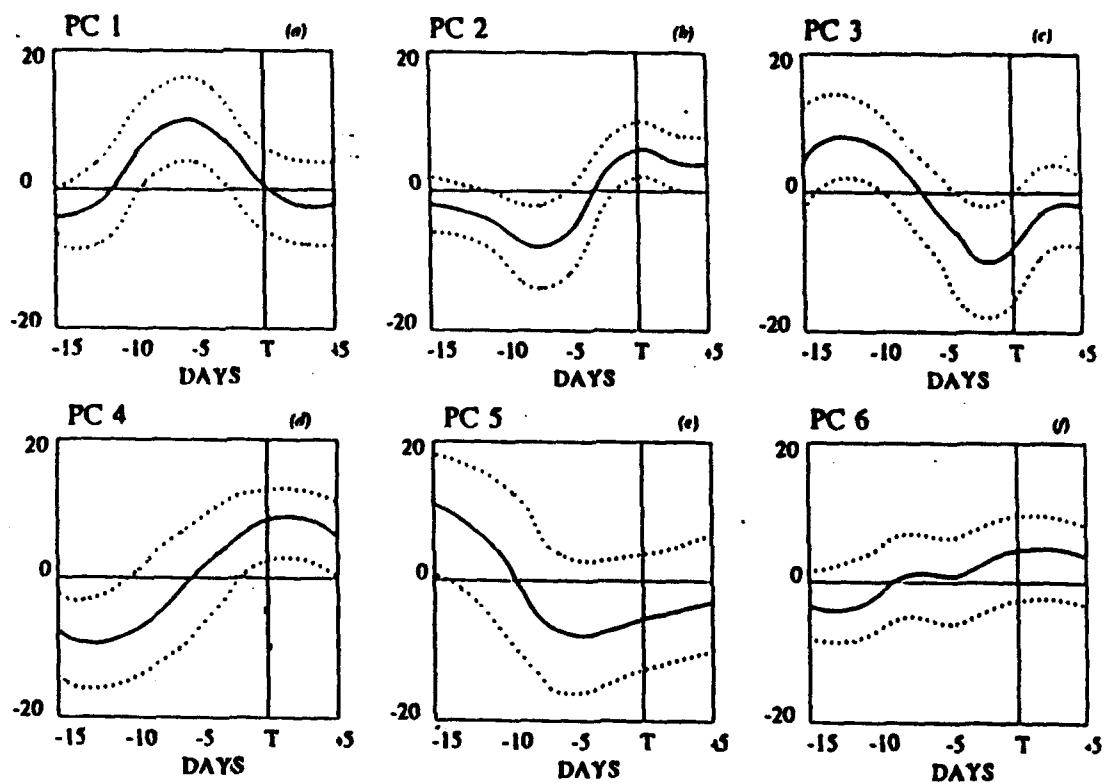 PC 1 (a) PC 2 (b) PC 3 (c)
20 20 20
0 0 0
-20 -20 -20
-15 -10 -5 T +5 -15 -10 -5 T +5 -15 -10 -5 T +5
DAYS DAYS DAYS
PC 4 (d) PC 5 (e) PC 6 (f)
20 20 20
0 0 0
-20 -20 -20
-15 -10 -5 T +5 -15 -10 -5 T +5 -15 -10 -5 T +5
DAYS DAYS DAYS